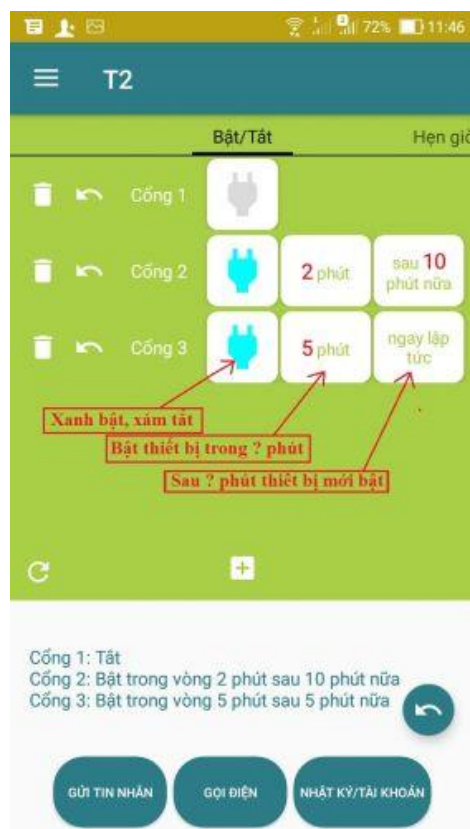 72% 11:46
T2
Bật/Tắt Hẹn giờ
Cổng 1
Cổng 2 2 phút sau 10 phút nữa
Cổng 3 5 phút ngay lập tức
Xanh bật, xám tắt
Bật thiết bị trong ? phút
Sau ? phút thiết bị mới bật
Cổng 1: Tắt
Cổng 2: Bật trong vòng 2 phút sau 10 phút nữa
Cổng 3: Bật trong vòng 5 phút sau 5 phút nữa
GỬI TIN NHẮN GỌI ĐIỆN NHẬT KÝ/TÀI KHOẢN